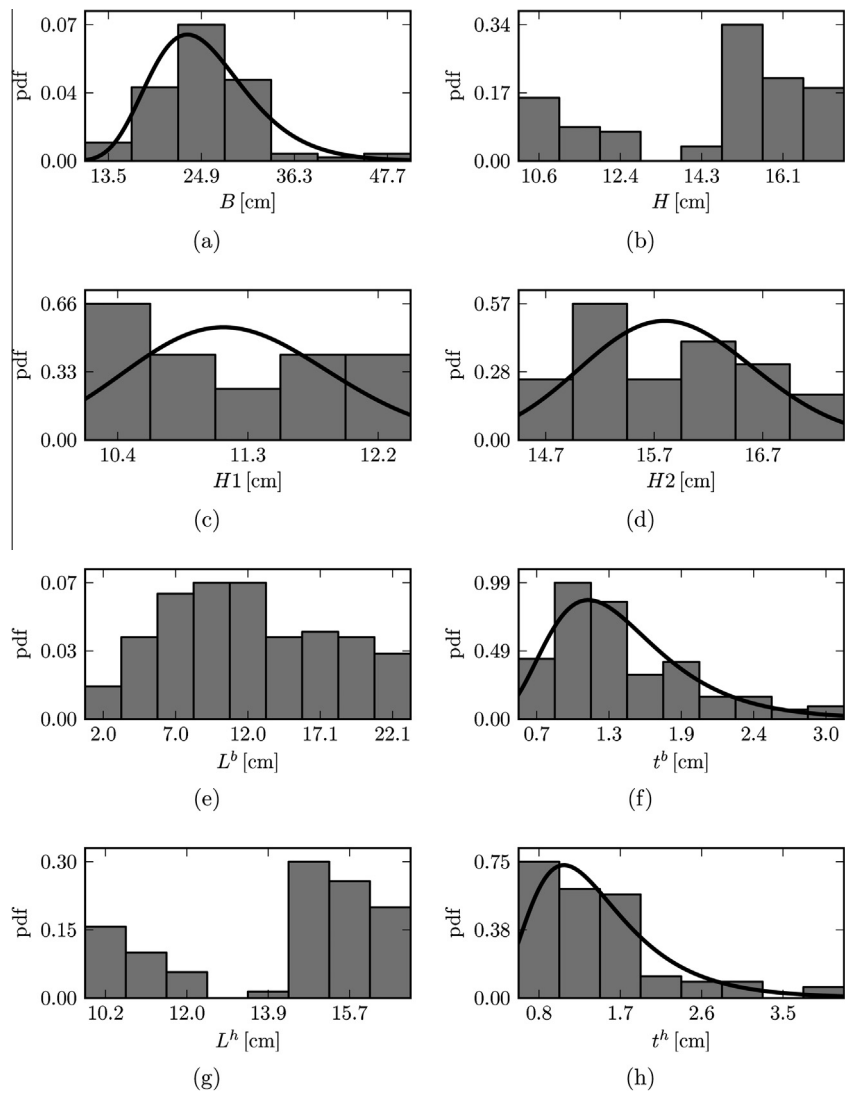 0.07
0.04
0.00
pdf
13.5 24.9 36.3 47.7
B [cm]
(a)
0.34
0.17
0.00
pdf
10.6 12.4 14.3 16.1
H [cm]
(b)
0.66
0.33
0.00
pdf
10.4 11.3 12.2
H1 [cm]
(c)
0.57
0.28
0.00
pdf
14.7 15.7 16.7
H2 [cm]
(d)
0.07
0.03
0.00
pdf
2.0 7.0 12.0 17.1 22.1
L^b [cm]
(e)
0.99
0.49
0.00
pdf
0.7 1.3 1.9 2.4 3.0
t^b [cm]
(f)
0.30
0.15
0.00
pdf
10.2 12.0 13.9 15.7
L^h [cm]
(g)
0.75
0.38
0.00
pdf
0.8 1.7 2.6 3.5
t^h [cm]
(h)